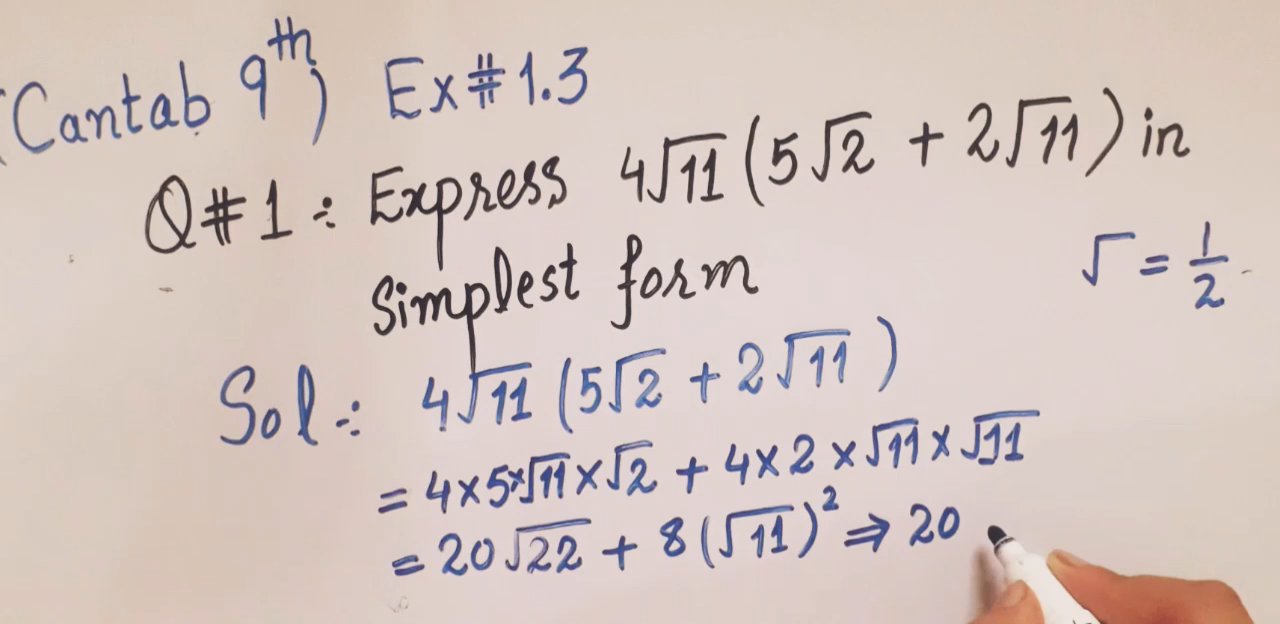 (Cantab 9th) Ex#1.3
Q#1÷ Express 4√11 (5√2 + 2√11) in
simplest form
√ = 1/2
Sol÷ 4√11 (5√2 + 2√11)
= 4×5×√11×√2 + 4×2×√11×√11
= 20√22 + 8(√11)² ⇒ 20